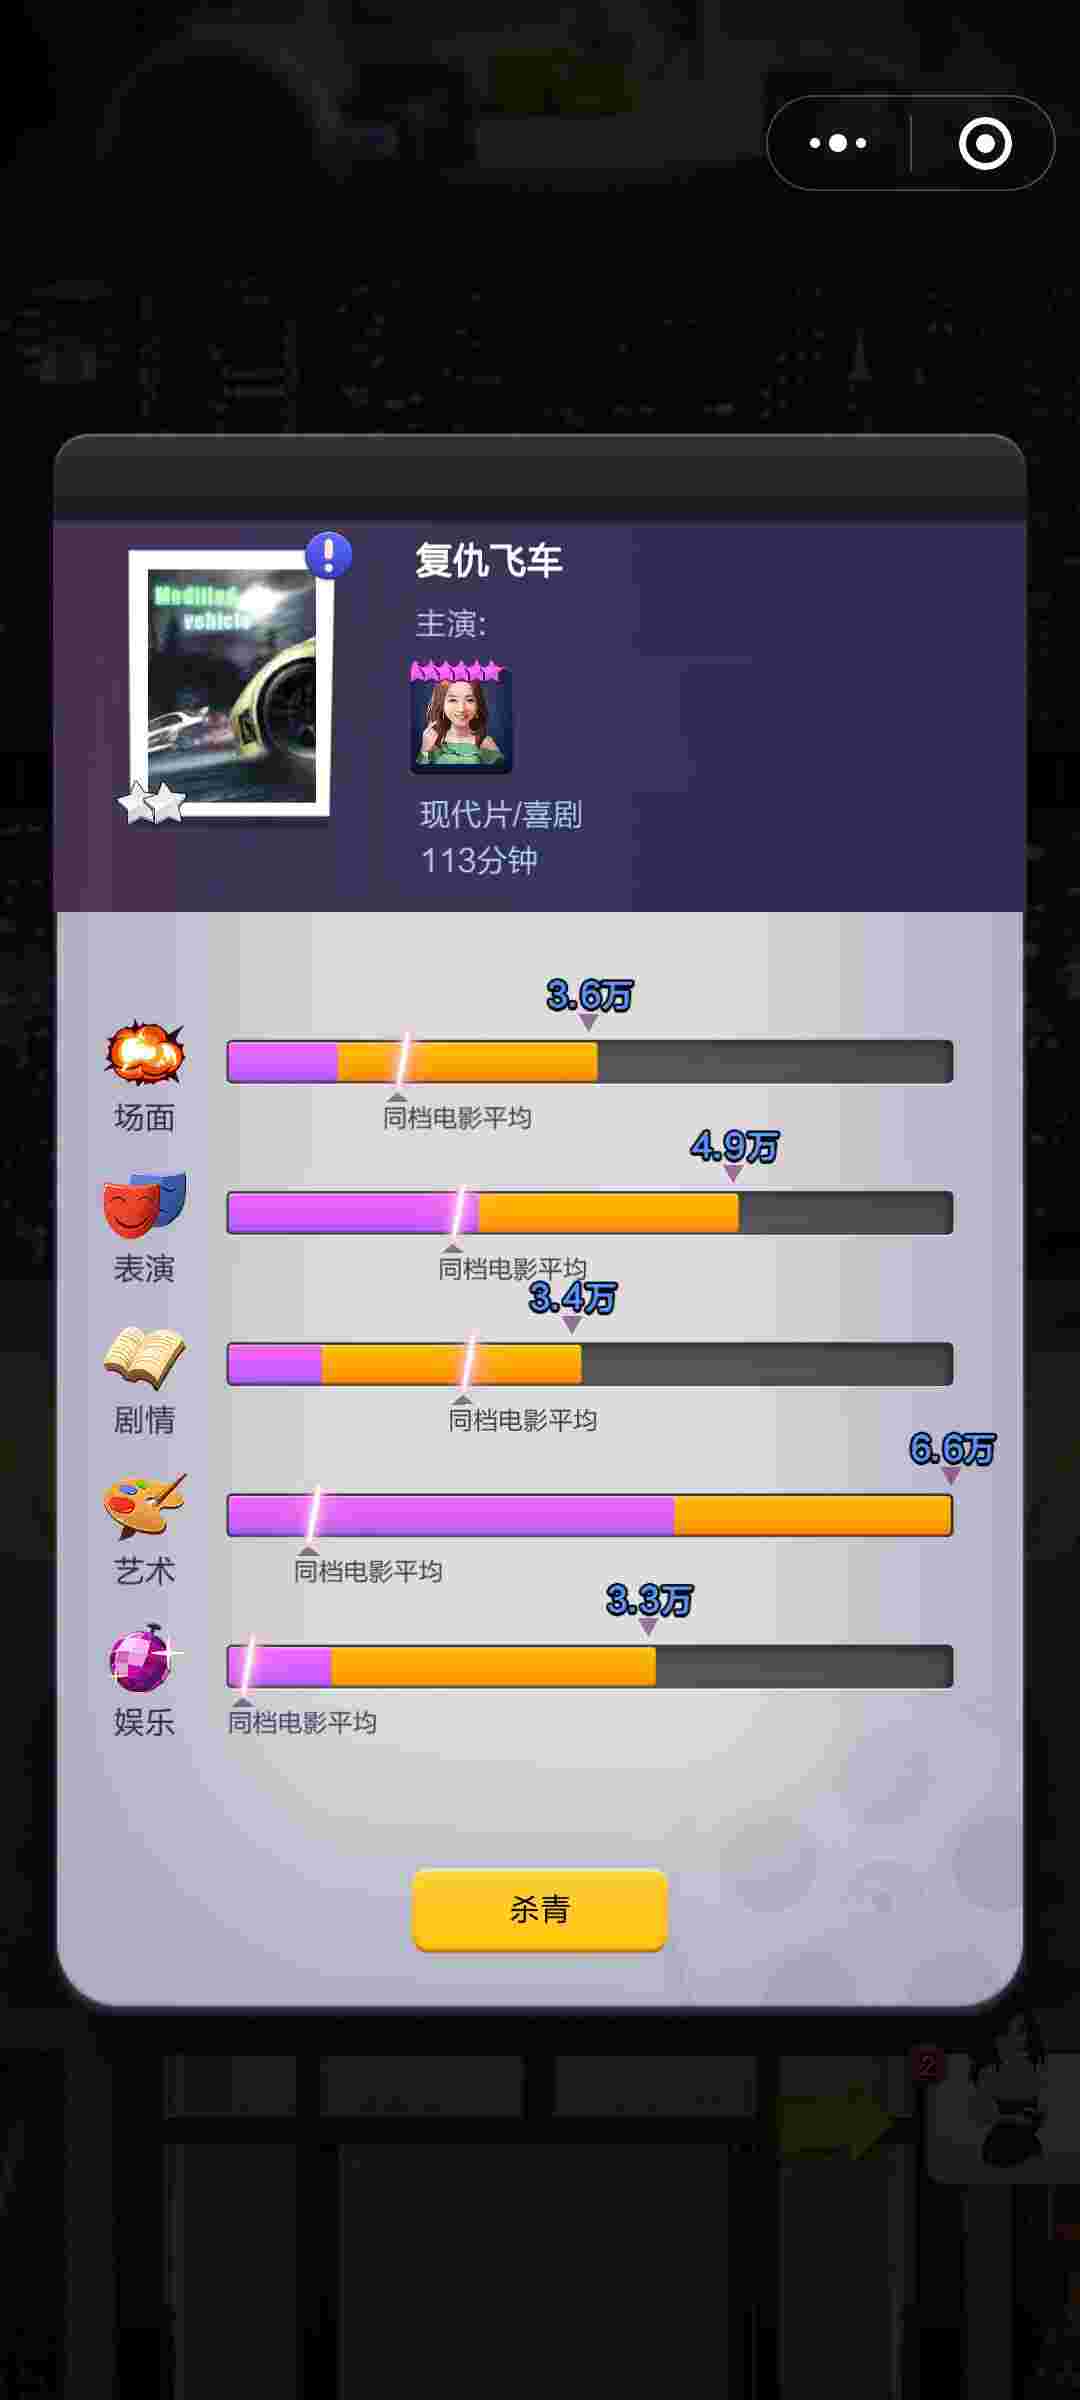 Modified
vehicle
复仇飞车
主演:
现代片/喜剧
113分钟
3.6万
场面
同档电影平均
4.9万
表演
同档电影平均
3.4万
剧情
同档电影平均
6.6万
艺术
同档电影平均
3.3万
娱乐
同档电影平均
杀青
2